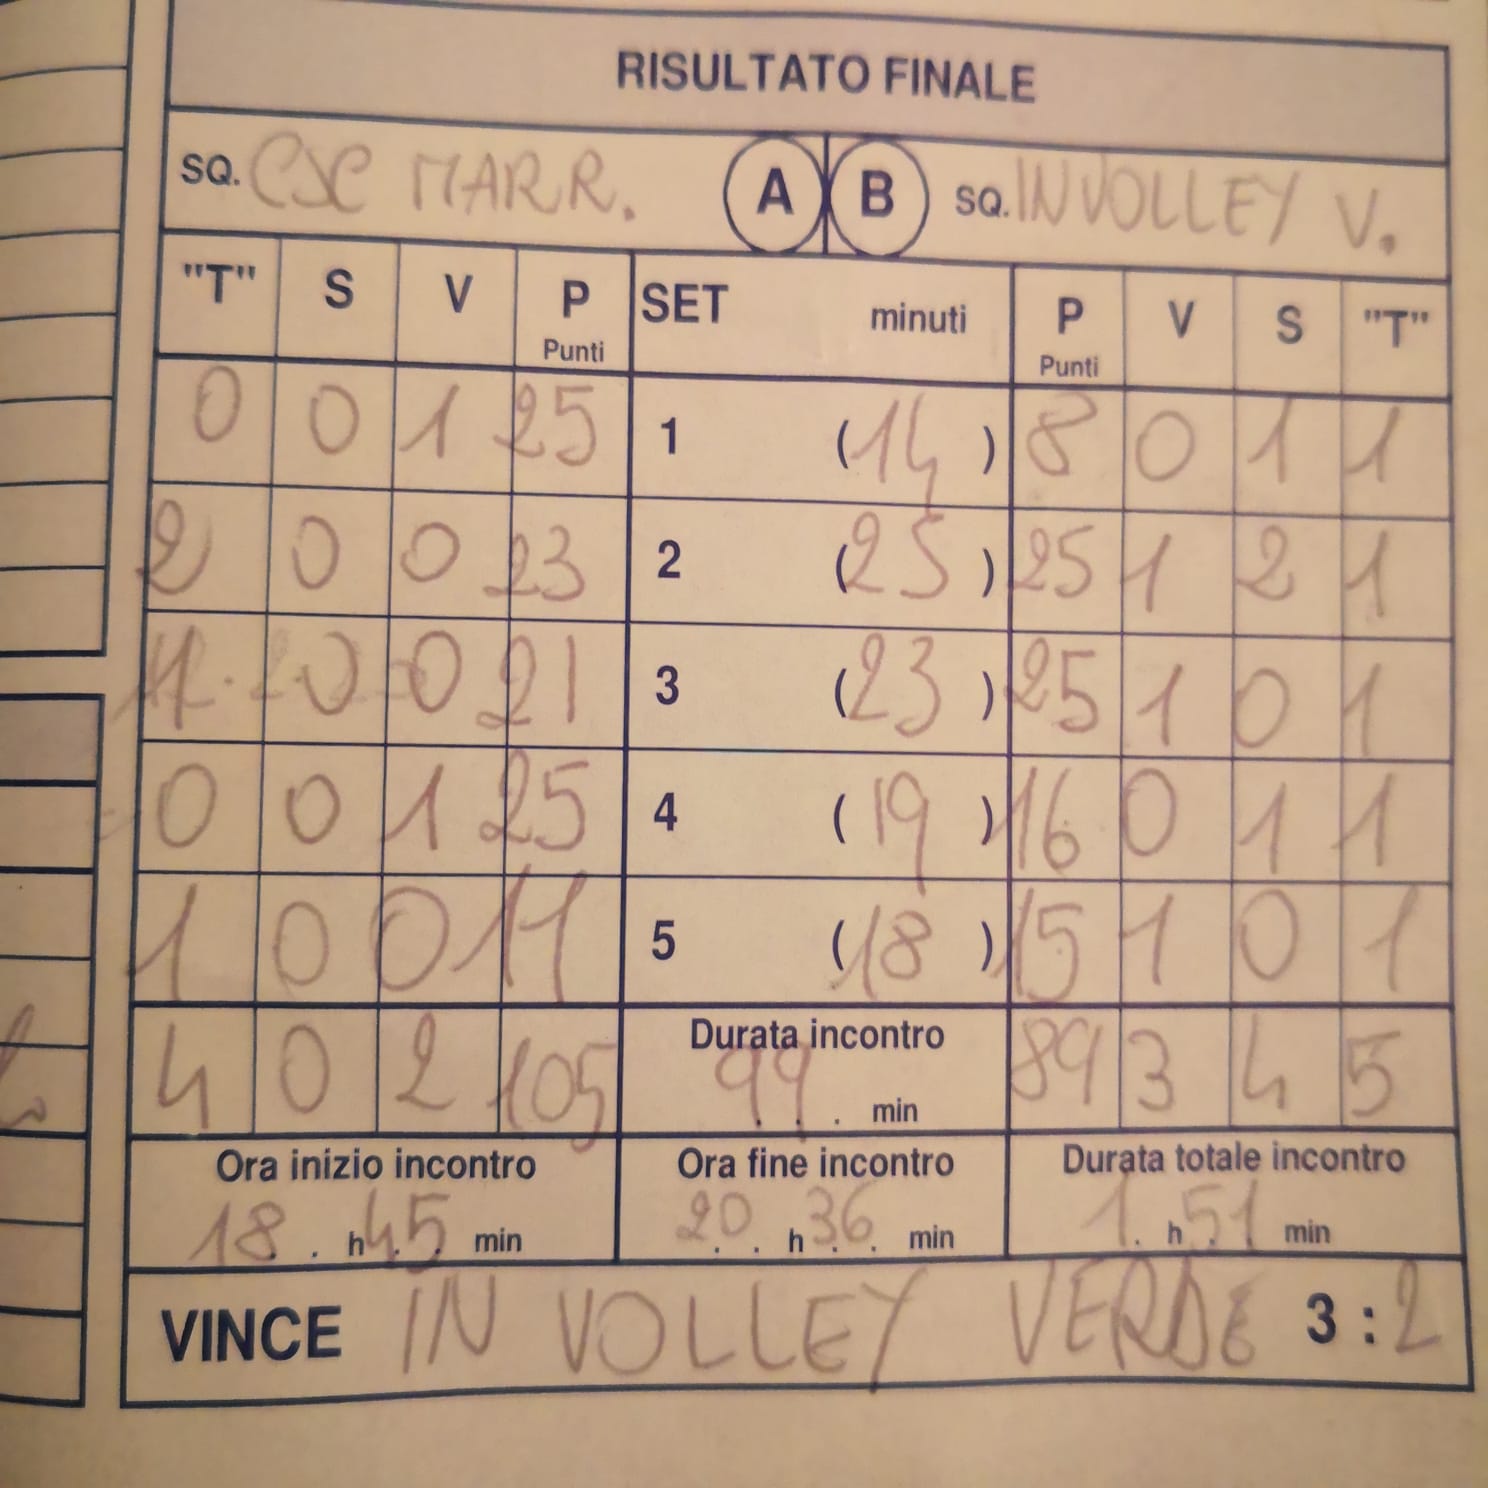 RISULTATO FINALE
SQ. CSC MARR. A B SQ. IN VOLLEY V.
"T" S V P Punti SET minuti P Punti V S "T"
0 0 1 25 1 (14) 8 0 1 1
2 0 0 23 2 (25) 25 1 2 1
0 0 21 3 (23) 25 1 0 1
0 0 1 25 4 (19) 16 0 1 1
1 0 0 11 5 (18) 15 1 0 1
4 0 2 105 Durata incontro 99. min 89 3 4 5
Ora inizio incontro Ora fine incontro Durata totale incontro
18. h 45 min 20 h 36 min 1. h 51 min
VINCE IN VOLLEY VERDE 3:2